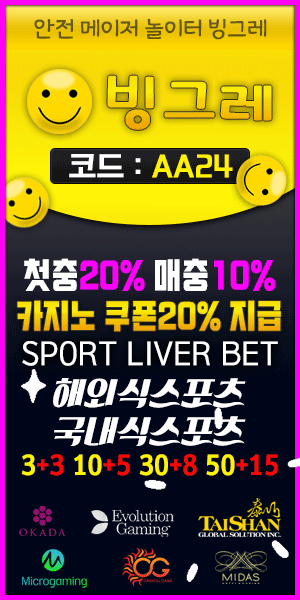 안전 메이저 놀이터 빙그레
빙그레
코드 : AA24
첫충20% 매충10%
카지노 쿠폰20% 지급
SPORT LIVER BET
해외식스포츠
국내식스포츠
3+3 10+5 30+8 50+15
OKADA
Evolution Gaming
TAISHAN
GLOBAL SOLUTION INC.
Microgaming
OG
ORIENTAL GAME
MIDAS